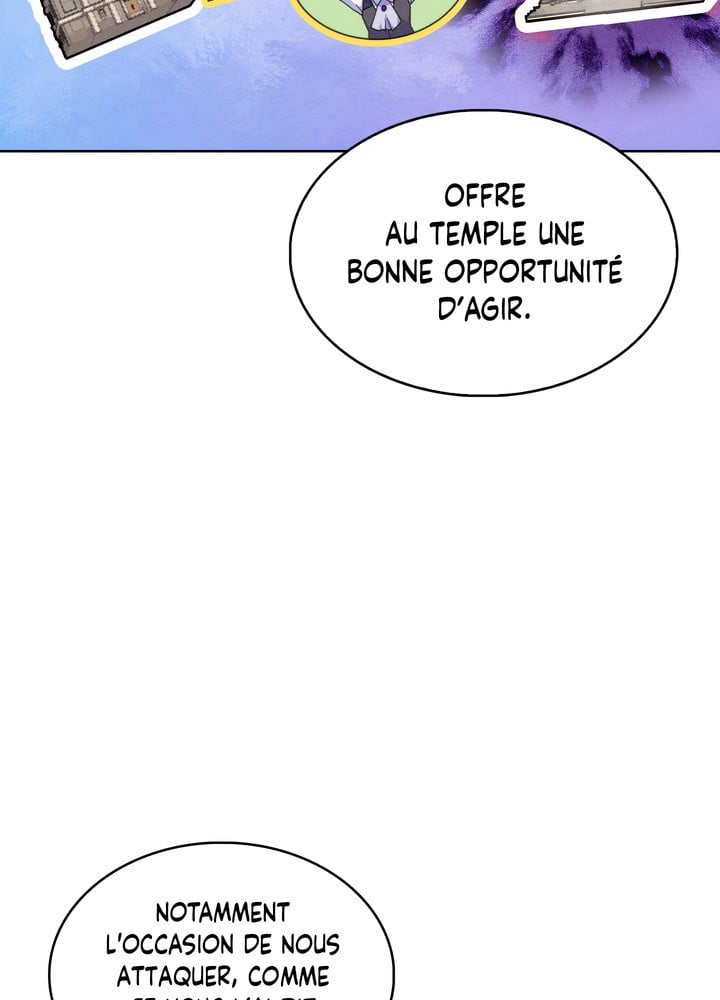 OFFRE
AU TEMPLE UNE
BONNE OPPORTUNITÉ
D'AGIR.
NOTAMMENT
L'OCCASION DE NOUS
ATTAQUER, COMME